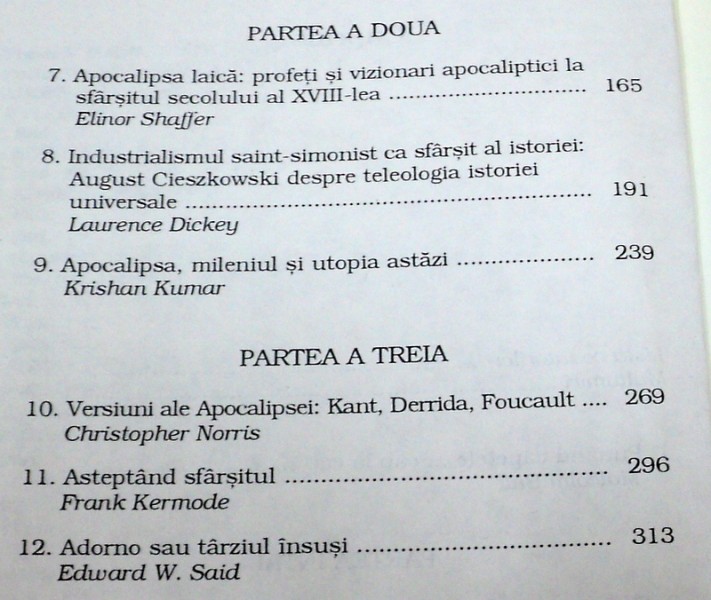 PARTEA A DOUA
7. Apocalipsa laică: profeți și vizionari apocaliptici la
sfârșitul secolului al XVIII-lea ............................... 165
Elinor Shaffer
8. Industrialismul saint-simonist ca sfârșit al istoriei:
August Cieszkowski despre teleologia istoriei
universale ................................................................ 191
Laurence Dickey
9. Apocalipsa, mileniul și utopia astăzi ..................... 239
Krishan Kumar
PARTEA A TREIA
10. Versiuni ale Apocalipsei: Kant, Derrida, Foucault .... 269
Christopher Norris
11. Asteptând sfârșitul ................................................ 296
Frank Kermode
12. Adorno sau târziul însuși ...................................... 313
Edward W. Said